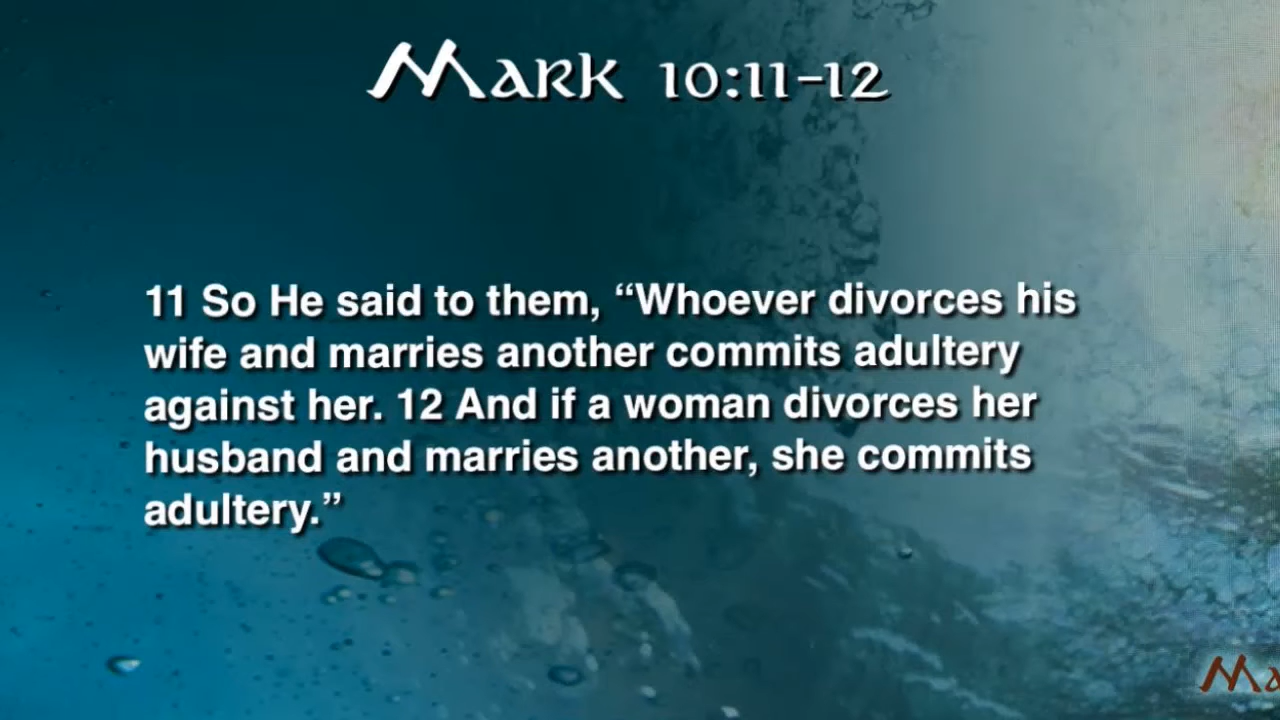 Mark 10:11-12
11 So He said to them, “Whoever divorces his
wife and marries another commits adultery
against her. 12 And if a woman divorces her
husband and marries another, she commits
adultery.”
Ma